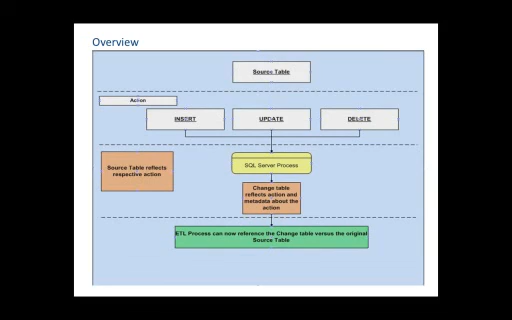 Overview
Source Table
Action
INSERT
UPDATE
DELETE
Source Table reflects
respective action
SQL Server Process
Change table
reflects action and
metadata about the
action
ETL Process can now reference the Change table versus the original
Source Table